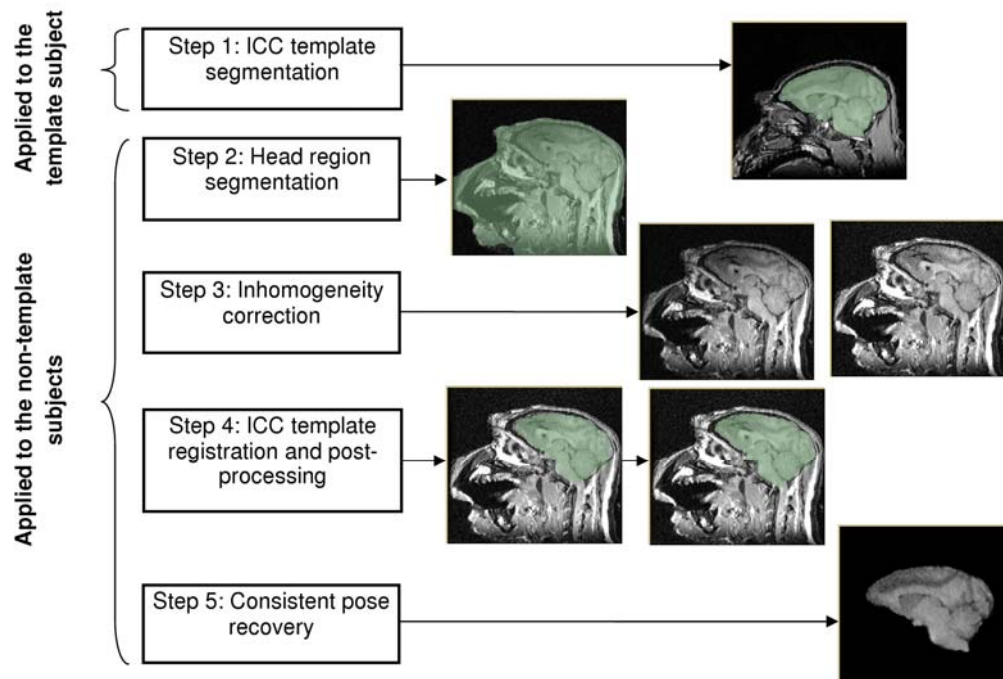 Applied to the
template subject
Step 1: ICC template
segmentation
Applied to the non-template
subjects
Step 2: Head region
segmentation
Step 3: Inhomogeneity
correction
Step 4: ICC template
registration and post-
processing
Step 5: Consistent pose
recovery